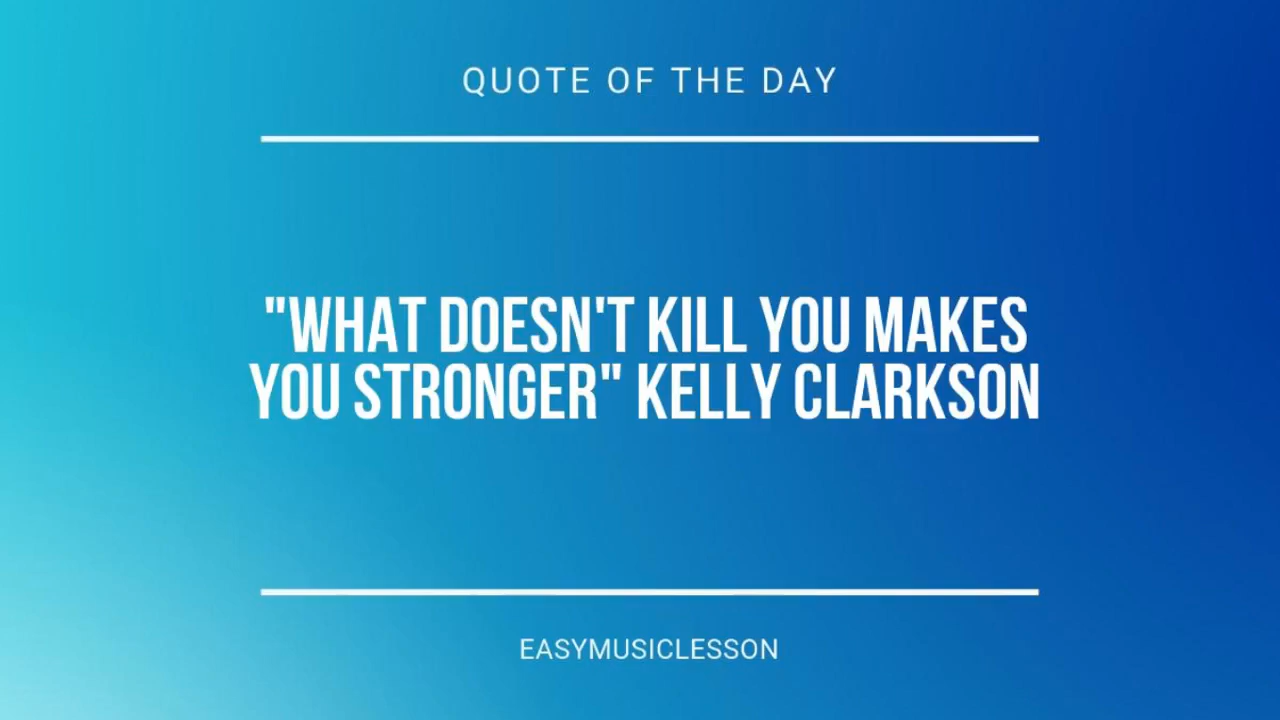 QUOTE OF THE DAY
"WHAT DOESN'T KILL YOU MAKES
YOU STRONGER" KELLY CLARKSON
EASYMUSICLESSON